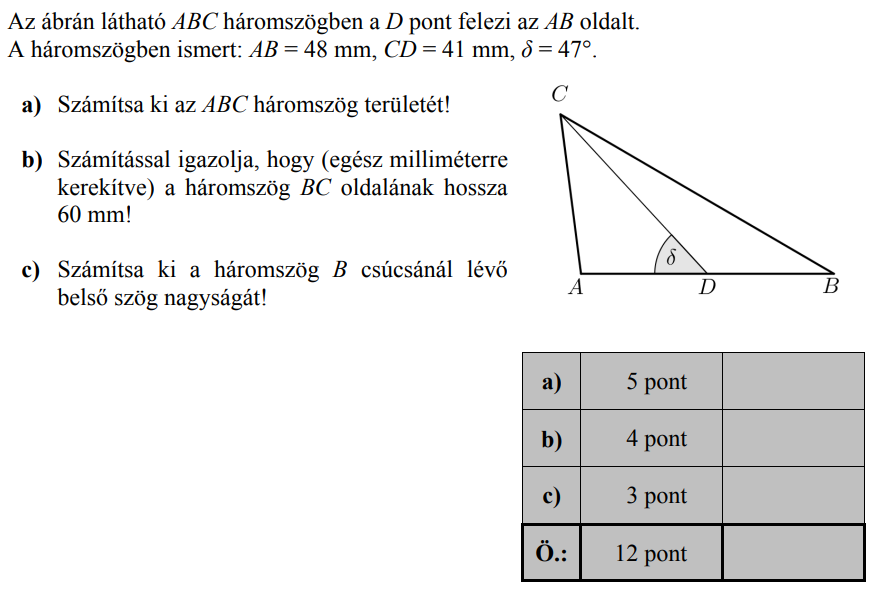 Az ábrán látható ABC háromszögben a D pont felezi az AB oldalt.
A háromszögben ismert: AB = 48 mm, CD = 41 mm, δ = 47°.
a) Számítsa ki az ABC háromszög területét!
b) Számítással igazolja, hogy (egész milliméterre
kerekítve) a háromszög BC oldalának hossza
60 mm!
c) Számítsa ki a háromszög B csúcsánál lévő
belső szög nagyságát!
C
δ
A D B
a) 5 pont
b) 4 pont
c) 3 pont
Ö.: 12 pont